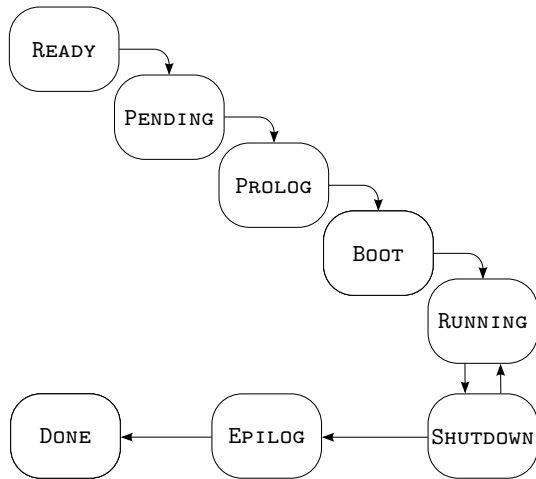 READY
PENDING
PROLOG
BOOT
RUNNING
DONE
EPILOG
SHUTDOWN